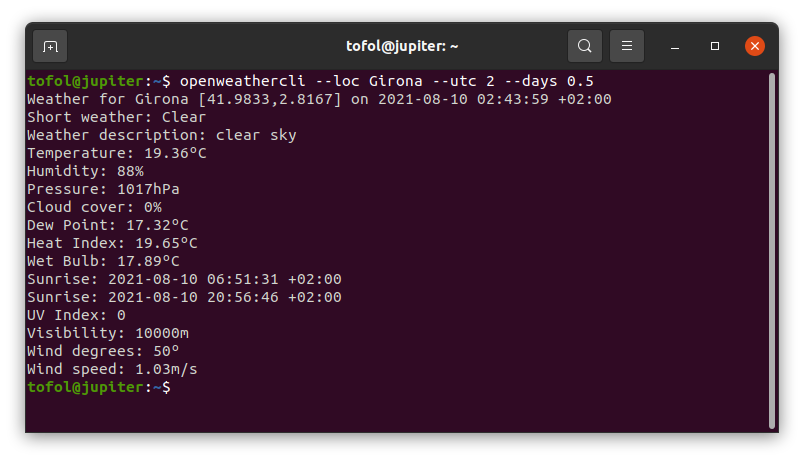 tofol@jupiter: ~
tofol@jupiter:~$ openweathercli --loc Girona --utc 2 --days 0.5
Weather for Girona [41.9833,2.8167] on 2021-08-10 02:43:59 +02:00
Short weather: Clear
Weather description: clear sky
Temperature: 19.36ºC
Humidity: 88%
Pressure: 1017hPa
Cloud cover: 0%
Dew Point: 17.32ºC
Heat Index: 19.65ºC
Wet Bulb: 17.89ºC
Sunrise: 2021-08-10 06:51:31 +02:00
Sunrise: 2021-08-10 20:56:46 +02:00
UV Index: 0
Visibility: 10000m
Wind degrees: 50º
Wind speed: 1.03m/s
tofol@jupiter:~$